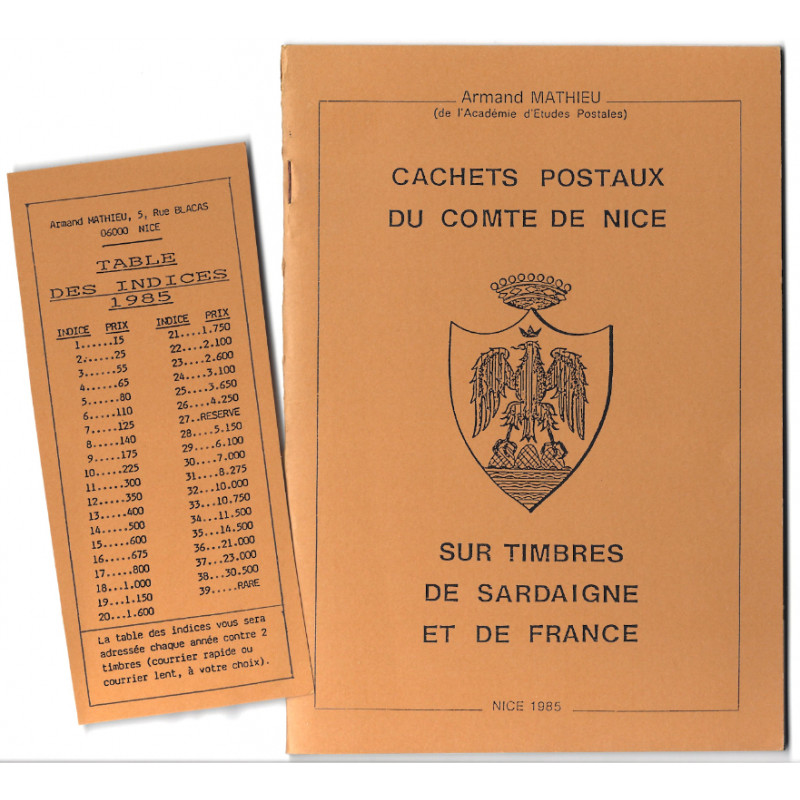 Armand MATHIEU, 5, Rue BLACAS
06000 NICE
TABLE
DES INDICES
1985
INDICE PRIX
1......15
2......25
3......55
4......65
5......80
6.....110
7.....125
8.....140
9.....175
10.....225
11.....300
12.....350
13.....400
14.....500
15.....600
16.....675
17.....800
18...1.000
19...1.150
20...1.600
INDICE PRIX
21....1.750
22....2.100
23....2.600
24....3.100
25....3.650
26....4.250
27..RESERVE
28....5.150
29....6.100
30....7.000
31....8.275
32...10.000
33...10.750
34...11.500
35...14.500
36...21.000
37...23.000
38...30.500
39.....RARE
La table des indices vous sera
adressée chaque année contre 2
timbres (courrier rapide ou
courrier lent, à votre choix).
Armand MATHIEU
(de l'Académie d'Etudes Postales)
CACHETS POSTAUX
DU COMTE DE NICE
SUR TIMBRES
DE SARDAIGNE
ET DE FRANCE
NICE 1985